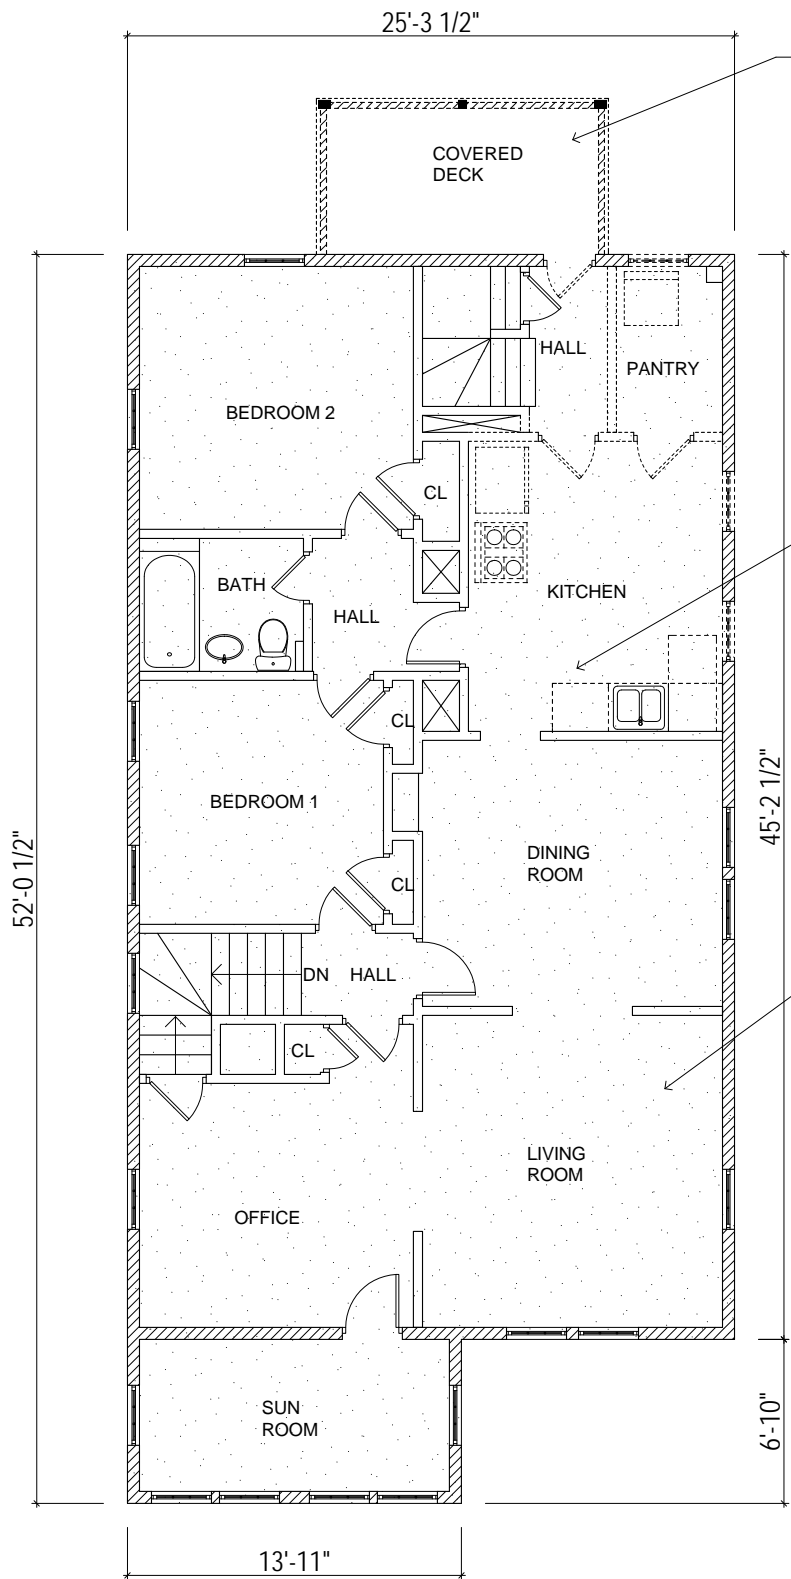 25'-3 1/2"
COVERED
DECK
HALL
PANTRY
BEDROOM 2
CL
BATH
KITCHEN
HALL
CL
BEDROOM 1
45'-2 1/2"
52'-0 1/2"
DINING
ROOM
CL
DN
HALL
CL
LIVING
ROOM
OFFICE
SUN
ROOM
6'-10"
13'-11"